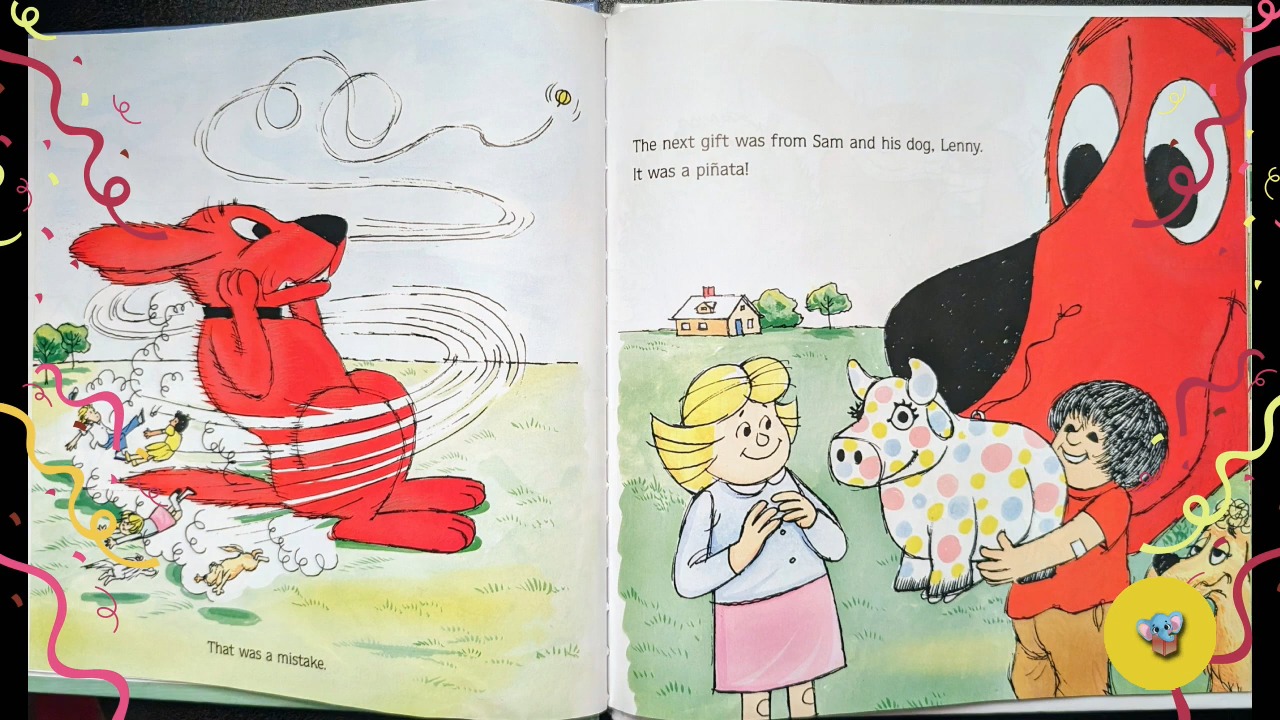 That was a mistake.
The next gift was from Sam and his dog, Lenny.
It was a piñata!